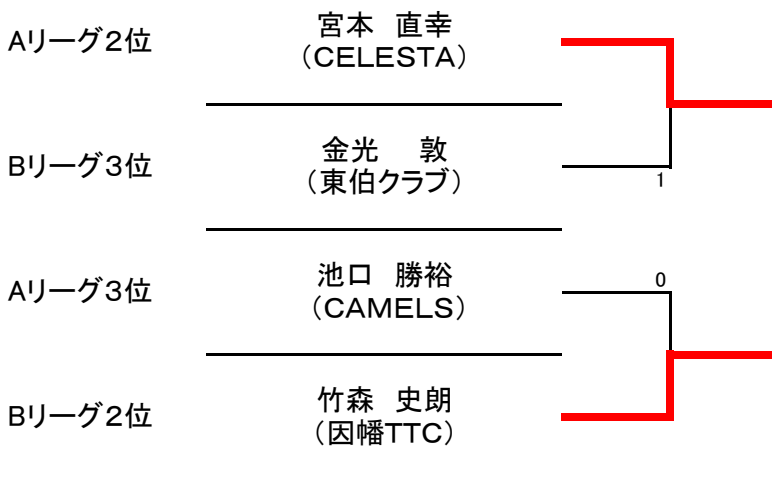 Aリーグ2位
宮本　直幸
（CELESTA）
Bリーグ3位
金光　　敦
（東伯クラブ）
1
Aリーグ3位
池口　勝裕
（CAMELS）
0
Bリーグ2位
竹森　史朗
（因幡TTC）